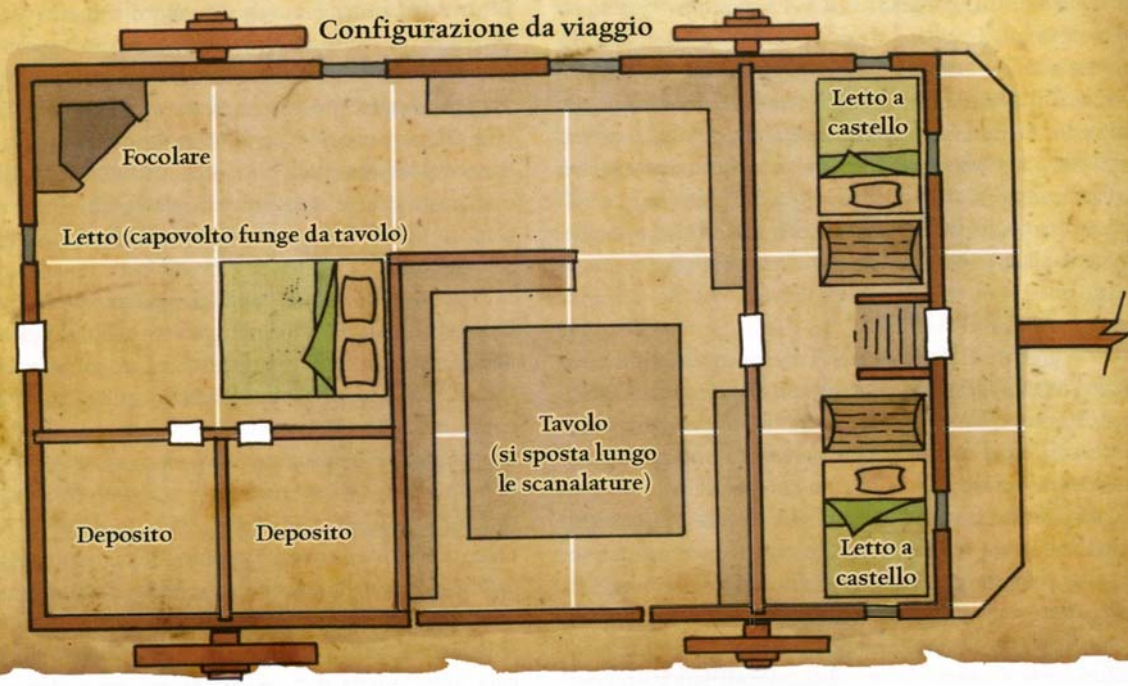 Configurazione da viaggio
Letto a
castello
Focolare
Letto (capovolto funge da tavolo)
Tavolo
(si sposta lungo
le scanalature)
Deposito
Deposito
Letto a
castello